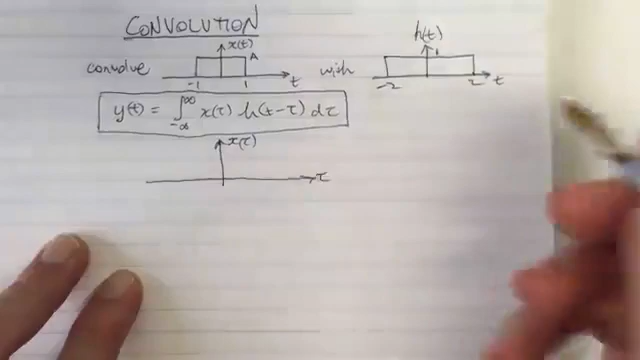 CONVOLUTION
convolve x(t) A -1 1 t with h(t) 1 -2 2 t
y(t) = ∫_{-∞}^{∞} x(τ) h(t-τ) dτ
x(τ)
τ